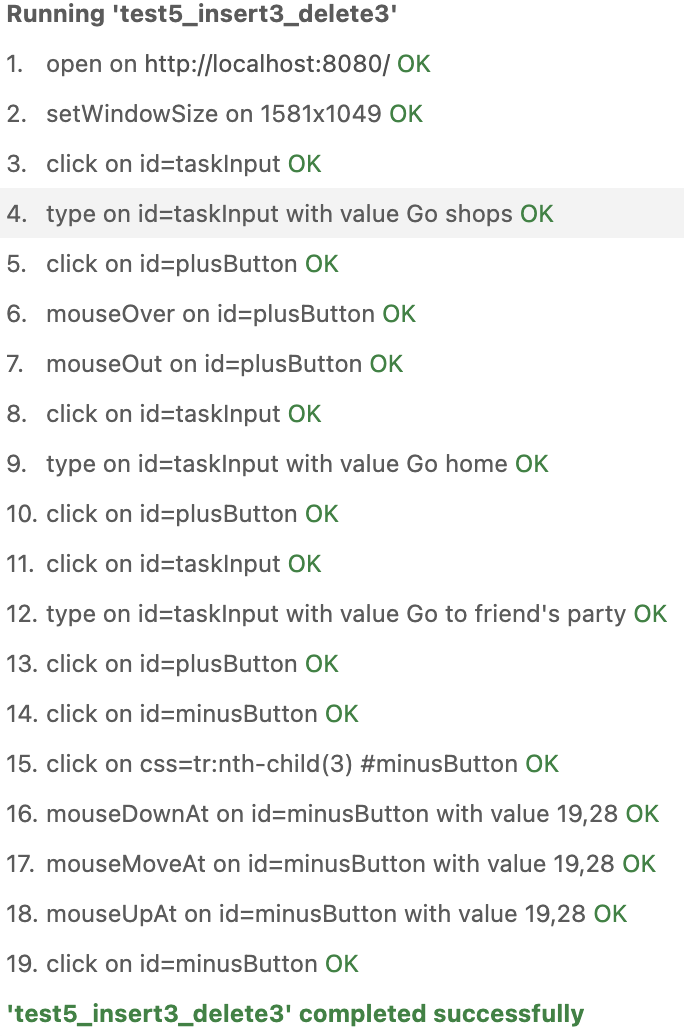 Running 'test5_insert3_delete3'
1. open on http://localhost:8080/ OK
2. setWindowSize on 1581x1049 OK
3. click on id=taskInput OK
4. type on id=taskInput with value Go shops OK
5. click on id=plusButton OK
6. mouseOver on id=plusButton OK
7. mouseOut on id=plusButton OK
8. click on id=taskInput OK
9. type on id=taskInput with value Go home OK
10. click on id=plusButton OK
11. click on id=taskInput OK
12. type on id=taskInput with value Go to friend's party OK
13. click on id=plusButton OK
14. click on id=minusButton OK
15. click on css=tr:nth-child(3) #minusButton OK
16. mouseDownAt on id=minusButton with value 19,28 OK
17. mouseMoveAt on id=minusButton with value 19,28 OK
18. mouseUpAt on id=minusButton with value 19,28 OK
19. click on id=minusButton OK
'test5_insert3_delete3' completed successfully